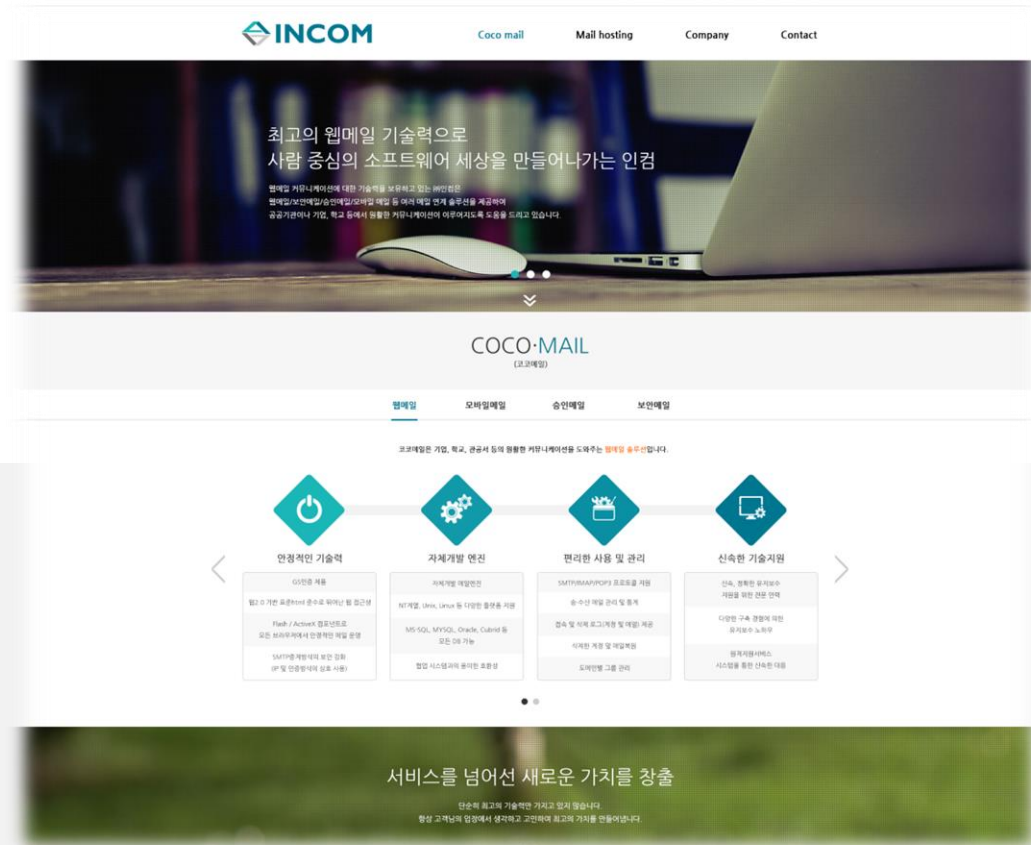 INCOM
Coco mail
Mail hosting
Company
Contact
최고의 웹메일 기술력으로
사람 중심의 소프트웨어 세상을 만들어나가는 인컴
웹메일 커뮤니케이션에 대한 기술력을 보유하고 있는 ㈜인컴은
웹메일/보안메일/승인메일/모바일 메일 등 여러 메일 연계 솔루션을 제공하여
공공기관이나 기업, 학교 등에서 원활한 커뮤니케이션이 이루어지도록 도움을 드리고 있습니다.
COCO·MAIL
(코코메일)
웹메일
모바일메일
승인메일
보안메일
코코메일은 기업, 학교, 관공서 등의 원활한 커뮤니케이션을 도와주는 웹메일 솔루션입니다.
안정적인 기술력
GS인증 제품
웹2.0 기반 표준html 준수로 뛰어난 웹 접근성
Flash / ActiveX 컴포넌트로
모든 브라우저에서 안정적인 메일 운영
SMTP인증방식의 보안 강화
(IP 및 인증방식의 상호 사용)
자체개발 엔진
자체개발 메일엔진
NT계열, Unix, Linux 등 다양한 플랫폼 지원
MS-SQL, MYSQL, Oracle, Cubrid 등
모든 DB 가능
협업 시스템과의 용이한 호환성
편리한 사용 및 관리
SMTP/IMAP/POP3 프로토콜 지원
송·수신 메일 관리 및 통계
접속 및 삭제 로그(계정 및 메일) 제공
삭제한 계정 및 메일복원
도메인별 그룹 관리
신속한 기술지원
신속, 정확한 유지보수
지원을 위한 전문 인력
다양한 구축 경험에 의한
유지보수 노하우
원격지원서비스
시스템을 통한 신속한 대응
서비스를 넘어선 새로운 가치를 창출
단순히 최고의 기술력만 가지고 있지 않습니다.
항상 고객님의 입장에서 생각하고 고민하여 최고의 가치를 만들어냅니다.